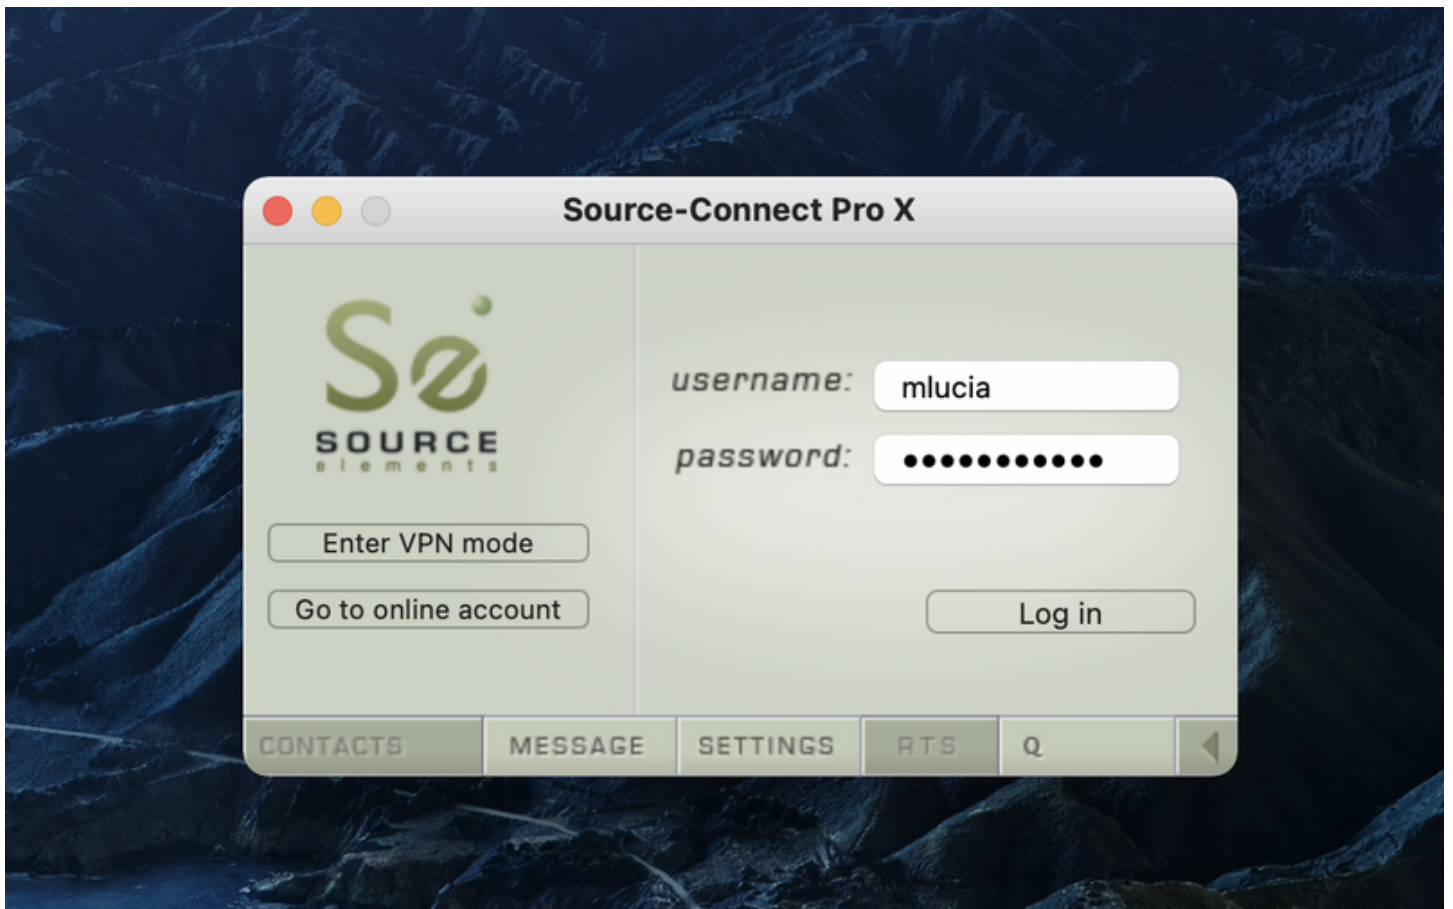 Source-Connect Pro X
Se
SOURCE
elements
username: mlucia
password: ●●●●●●●●●●●
Enter VPN mode
Go to online account
Log in
CONTACTS MESSAGE SETTINGS RTS Q